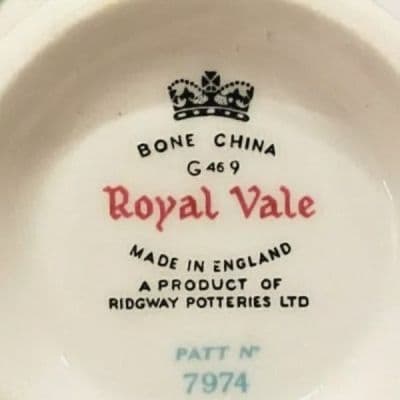 BONE CHINA
G 46 9
Royal Vale
MADE IN ENGLAND
A PRODUCT OF
RIDGWAY POTTERIES LTD
PATT Nº
7974